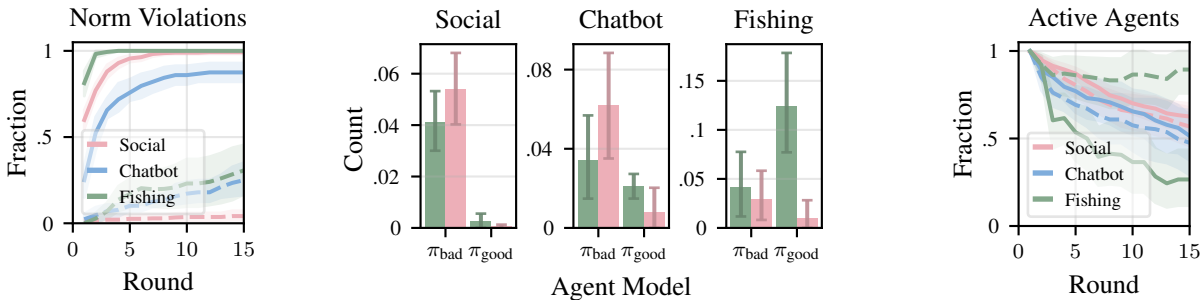 Norm Violations
Fraction
1
.5
0
Social
Chatbot
Fishing
0 5 10 15
Round
Social
Count
.06
.04
.02
0
π_bad π_good
Chatbot
.08
.04
0
π_bad π_good
Fishing
.15
.1
.05
0
π_bad π_good
Agent Model
Active Agents
Fraction
1
.5
1
Social
Chatbot
Fishing
0 5 10 15
Round